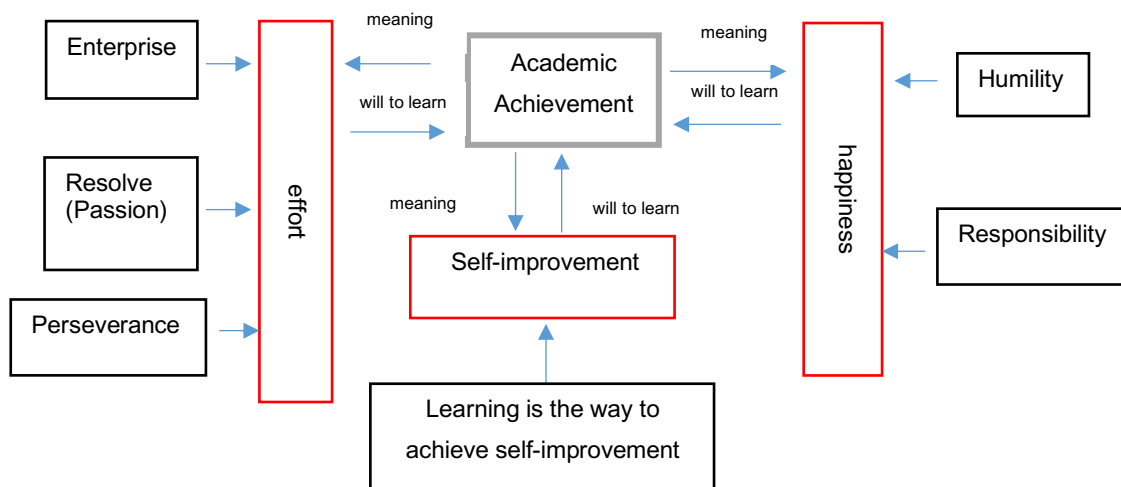 meaning
Enterprise
will to learn
Academic
Achievement
meaning
will to learn
Humility
Resolve
(Passion)
effort
meaning
will to learn
happiness
Self-improvement
Responsibility
Perseverance
Learning is the way to
achieve self-improvement